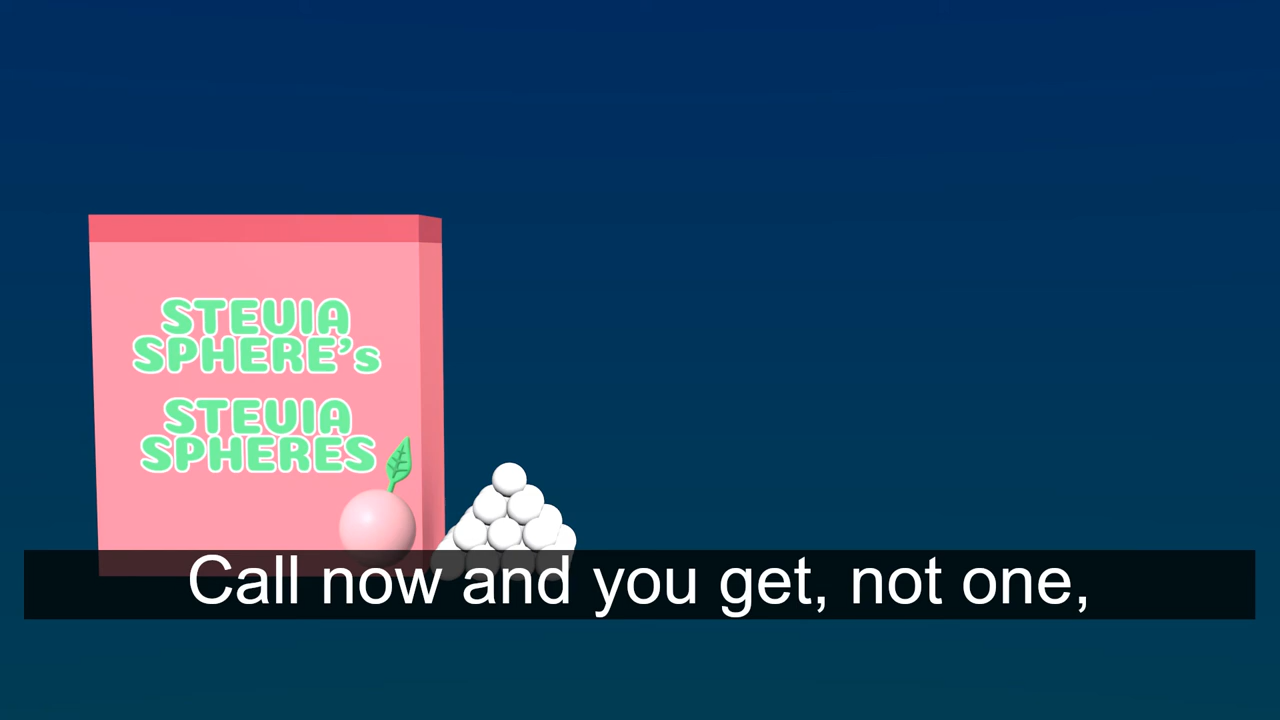 STEVIA
SPHERE's
STEVIA
SPHERES
Call now and you get, not one,